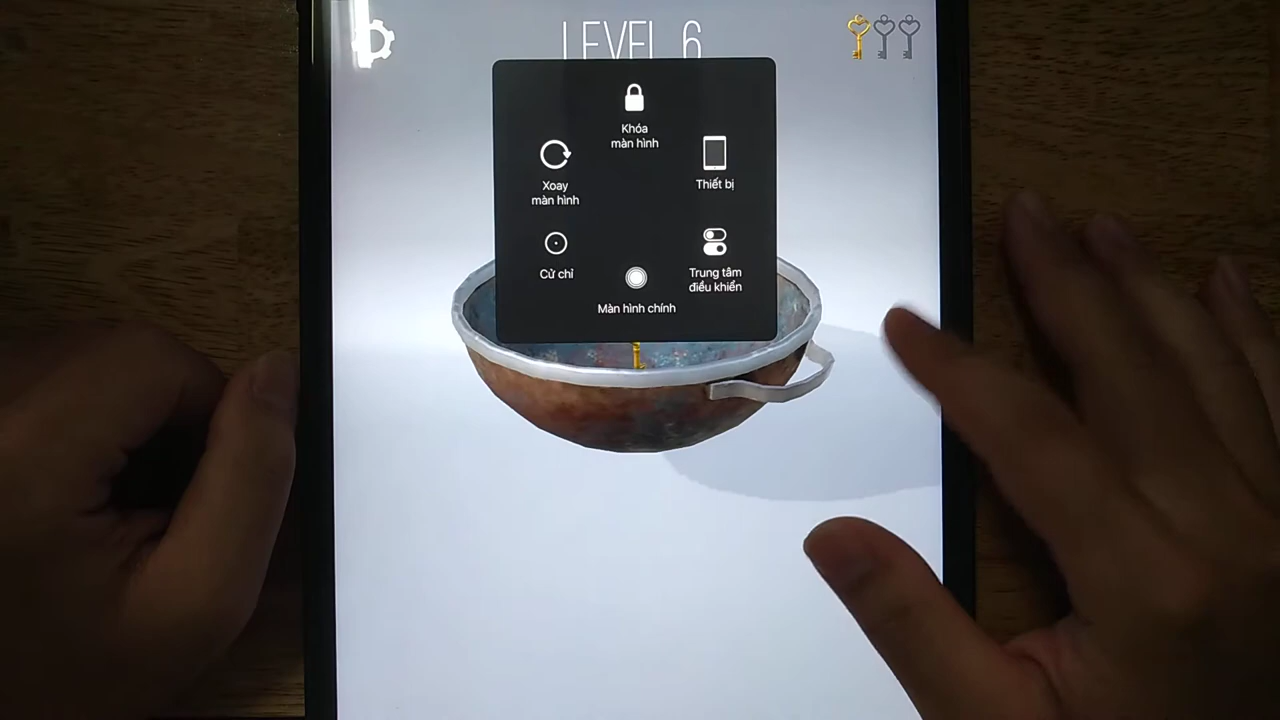 LEVEL 6
Khóa
màn hình
Xoay
màn hình
Thiết bị
Cử chỉ
Trung tâm
điều khiển
Màn hình chính